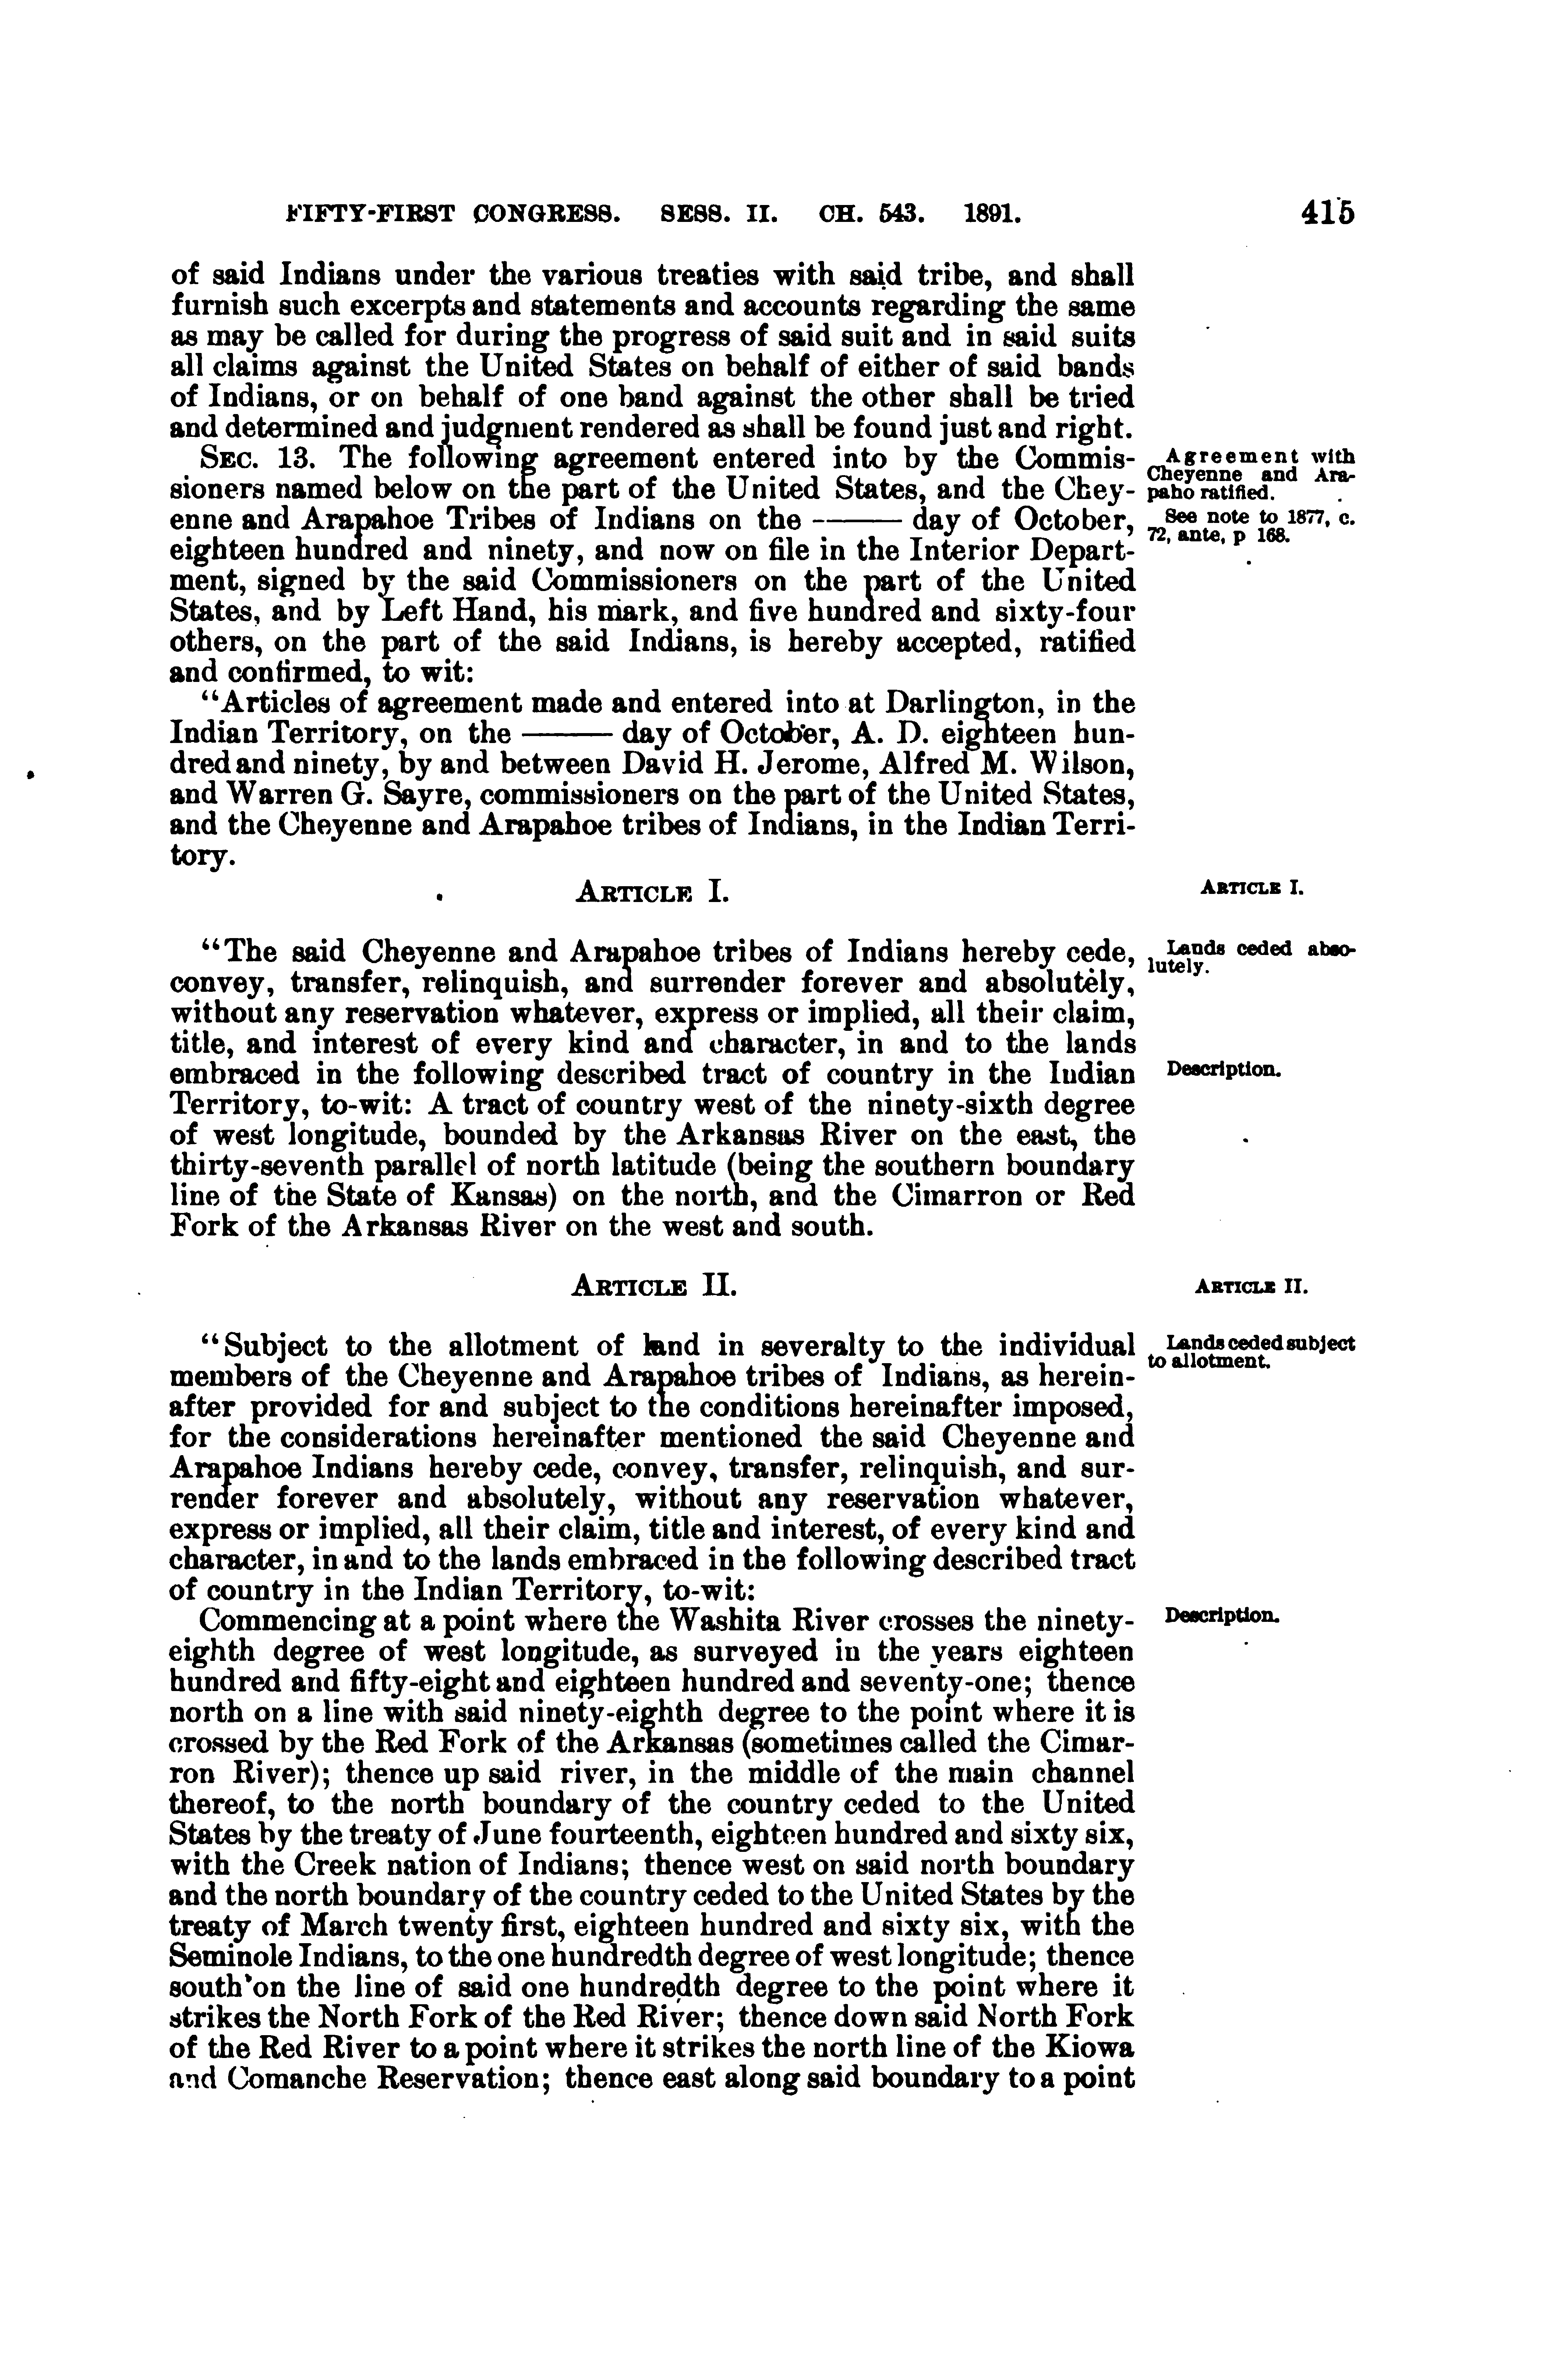 FIFTY-FIRST CONGRESS. SESS. II. CH. 543. 1891. 415
of said Indians under the various treaties with said tribe, and shall
furnish such excerpts and statements and accounts regarding the same
as may be called for during the progress of said suit and in said suits
all claims against the United States on behalf of either of said bands
of Indians, or on behalf of one band against the other shall be tried
and determined and judgment rendered as shall be found just and right.
SEC. 13. The following agreement entered into by the Commis-
sioners named below on the part of the United States, and the Chey-
enne and Arapahoe Tribes of Indians on the —— day of October,
eighteen hundred and ninety, and now on file in the Interior Depart-
ment, signed by the said Commissioners on the part of the United
States, and by Left Hand, his mark, and five hundred and sixty-four
others, on the part of the said Indians, is hereby accepted, ratified
and confirmed, to wit:
Agreement with
Cheyenne and Ara-
paho ratified.
See note to 1877, c.
72, ante, p 168.
"Articles of agreement made and entered into at Darlington, in the
Indian Territory, on the —— day of October, A. D. eighteen hun-
dred and ninety, by and between David H. Jerome, Alfred M. Wilson,
and Warren G. Sayre, commissioners on the part of the United States,
and the Cheyenne and Arapahoe tribes of Indians, in the Indian Terri-
tory.
ARTICLE I.
ARTICLE I.
"The said Cheyenne and Arapahoe tribes of Indians hereby cede,
convey, transfer, relinquish, and surrender forever and absolutely,
without any reservation whatever, express or implied, all their claim,
title, and interest of every kind and character, in and to the lands
embraced in the following described tract of country in the Indian
Territory, to-wit: A tract of country west of the ninety-sixth degree
of west longitude, bounded by the Arkansas River on the east, the
thirty-seventh parallel of north latitude (being the southern boundary
line of the State of Kansas) on the north, and the Cimarron or Red
Fork of the Arkansas River on the west and south.
Lands ceded abso-
lutely.
Description.
ARTICLE II.
ARTICLE II.
"Subject to the allotment of land in severalty to the individual
members of the Cheyenne and Arapahoe tribes of Indians, as herein-
after provided for and subject to the conditions hereinafter imposed,
for the considerations hereinafter mentioned the said Cheyenne and
Arapahoe Indians hereby cede, convey, transfer, relinquish, and sur-
render forever and absolutely, without any reservation whatever,
express or implied, all their claim, title and interest, of every kind and
character, in and to the lands embraced in the following described tract
of country in the Indian Territory, to-wit:
Lands ceded subject
to allotment.
Commencing at a point where the Washita River crosses the ninety-
eighth degree of west longitude, as surveyed in the years eighteen
hundred and fifty-eight and eighteen hundred and seventy-one; thence
north on a line with said ninety-eighth degree to the point where it is
crossed by the Red Fork of the Arkansas (sometimes called the Cimar-
ron River); thence up said river, in the middle of the main channel
thereof, to the north boundary of the country ceded to the United
States by the treaty of June fourteenth, eighteen hundred and sixty six,
with the Creek nation of Indians; thence west on said north boundary
and the north boundary of the country ceded to the United States by the
treaty of March twenty first, eighteen hundred and sixty six, with the
Seminole Indians, to the one hundredth degree of west longitude; thence
south on the line of said one hundredth degree to the point where it
strikes the North Fork of the Red River; thence down said North Fork
of the Red River to a point where it strikes the north line of the Kiowa
and Comanche Reservation; thence east along said boundary to a point
Description.